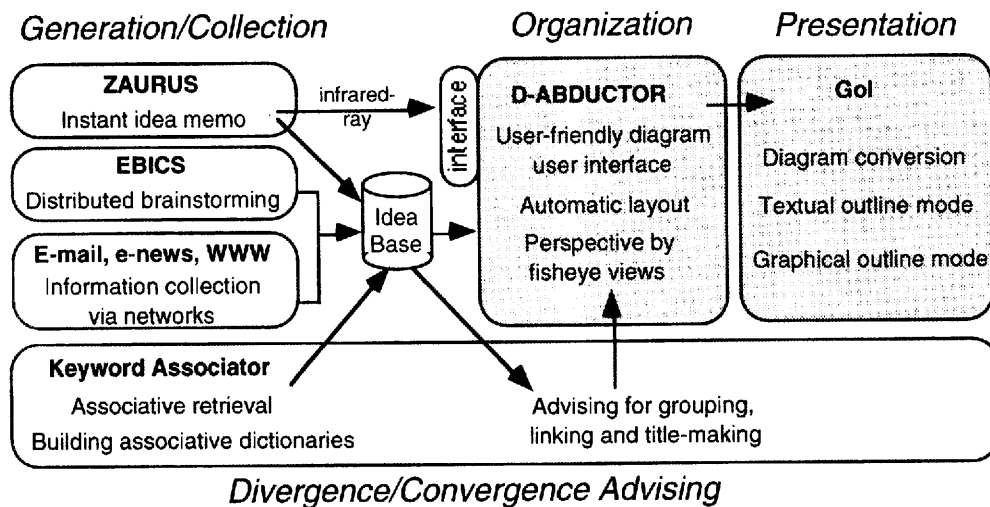 Generation/Collection
Organization
Presentation
ZAURUS
Instant idea memo
infrared-
ray
interface
EBICS
Distributed brainstorming
E-mail, e-news, WWW
Information collection
via networks
Idea
Base
D-ABDUCTOR
User-friendly diagram
user interface
Automatic layout
Perspective by
fisheye views
GoI
Diagram conversion
Textual outline mode
Graphical outline mode
Keyword Associator
Associative retrieval
Building associative dictionaries
Advising for grouping,
linking and title-making
Divergence/Convergence Advising